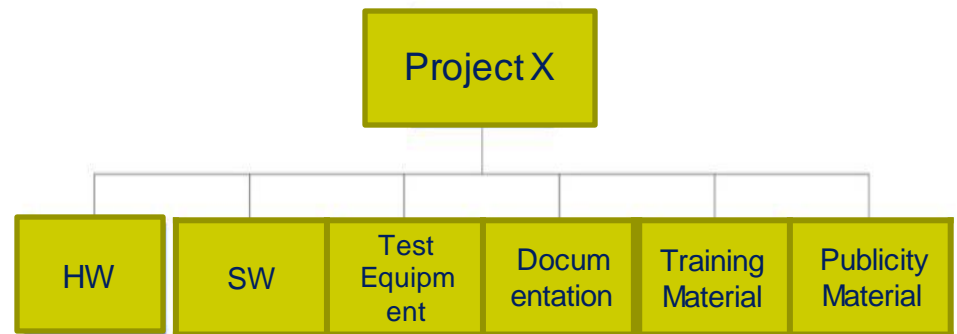 Project X
HW
SW
Test
Equipm
ent
Docum
entation
Training
Material
Publicity
Material